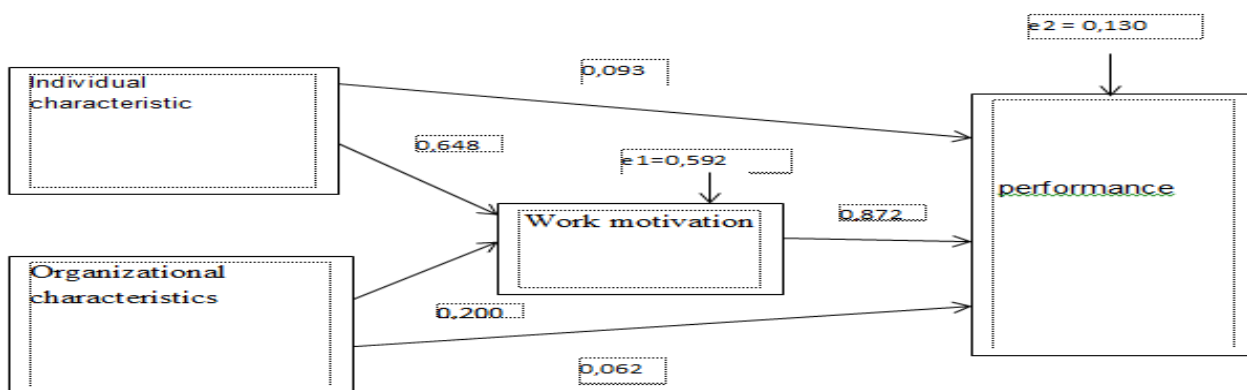 e2 = 0,130
0,093
Individual
characteristic
0,648
e1=0,592
performance
Work motivation
0,872
Organizational
characteristics
0,200
0,062